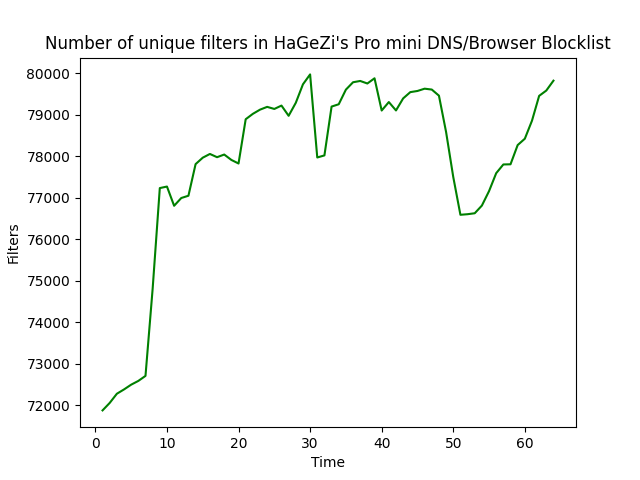 Number of unique filters in HaGeZi's Pro mini DNS/Browser Blocklist
80000
79000
78000
77000
76000
75000
74000
73000
72000
Filters
0 10 20 30 40 50 60
Time